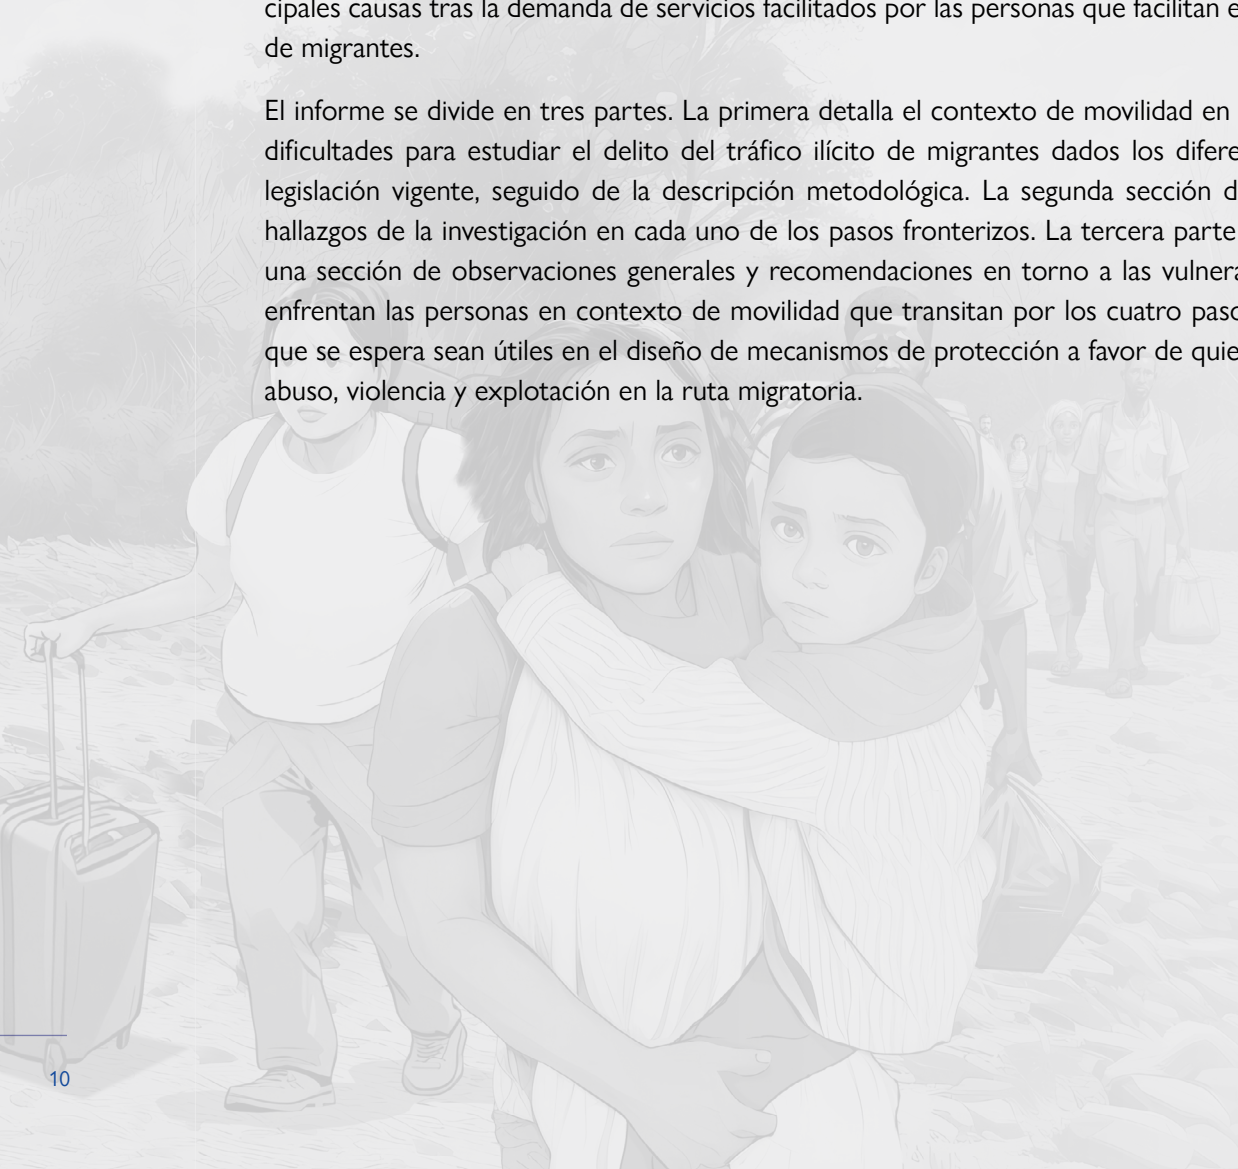 cipales causas tras la demanda de servicios facilitados por las personas que facilitan e
de migrantes.
El informe se divide en tres partes. La primera detalla el contexto de movilidad en
dificultades para estudiar el delito del tráfico ilícito de migrantes dados los difere
legislación vigente, seguido de la descripción metodológica. La segunda sección d
hallazgos de la investigación en cada uno de los pasos fronterizos. La tercera parte
una sección de observaciones generales y recomendaciones en torno a las vulnera
enfrentan las personas en contexto de movilidad que transitan por los cuatro paso
que se espera sean útiles en el diseño de mecanismos de protección a favor de quie
abuso, violencia y explotación en la ruta migratoria.
10